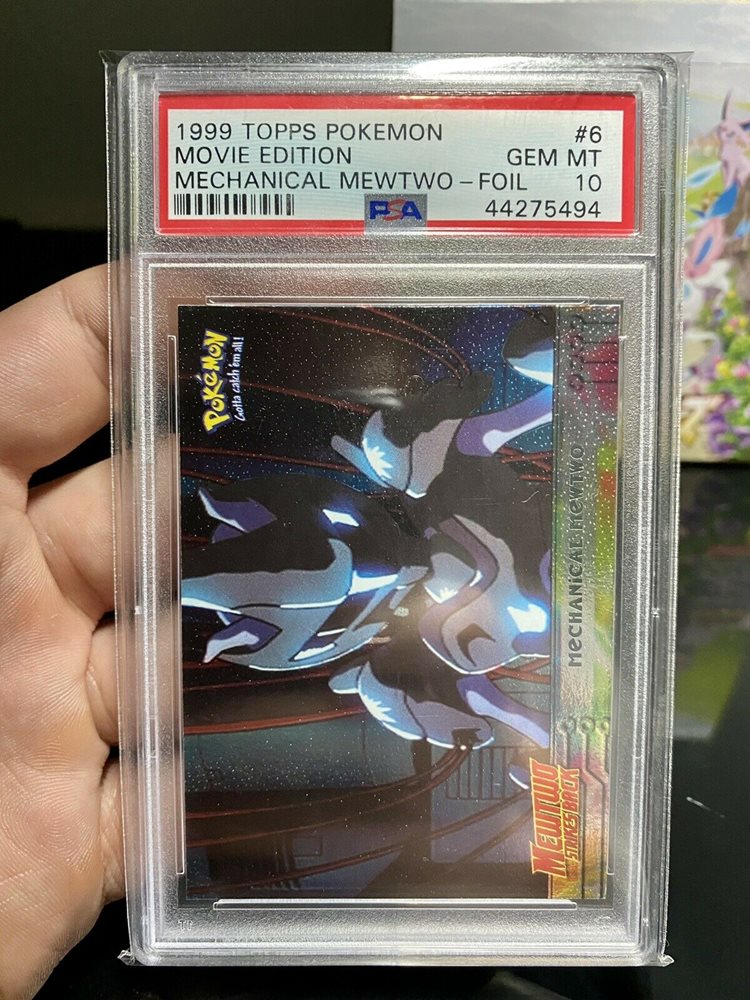 1999 TOPPS POKEMON #6
MOVIE EDITION GEM MT
MECHANICAL MEWTWO – FOIL 10
PSA 44275494
POKéMON
Gotta catch 'em all!
MECHANICAL MEWTWO
MEWTWO
STRIKES BACK